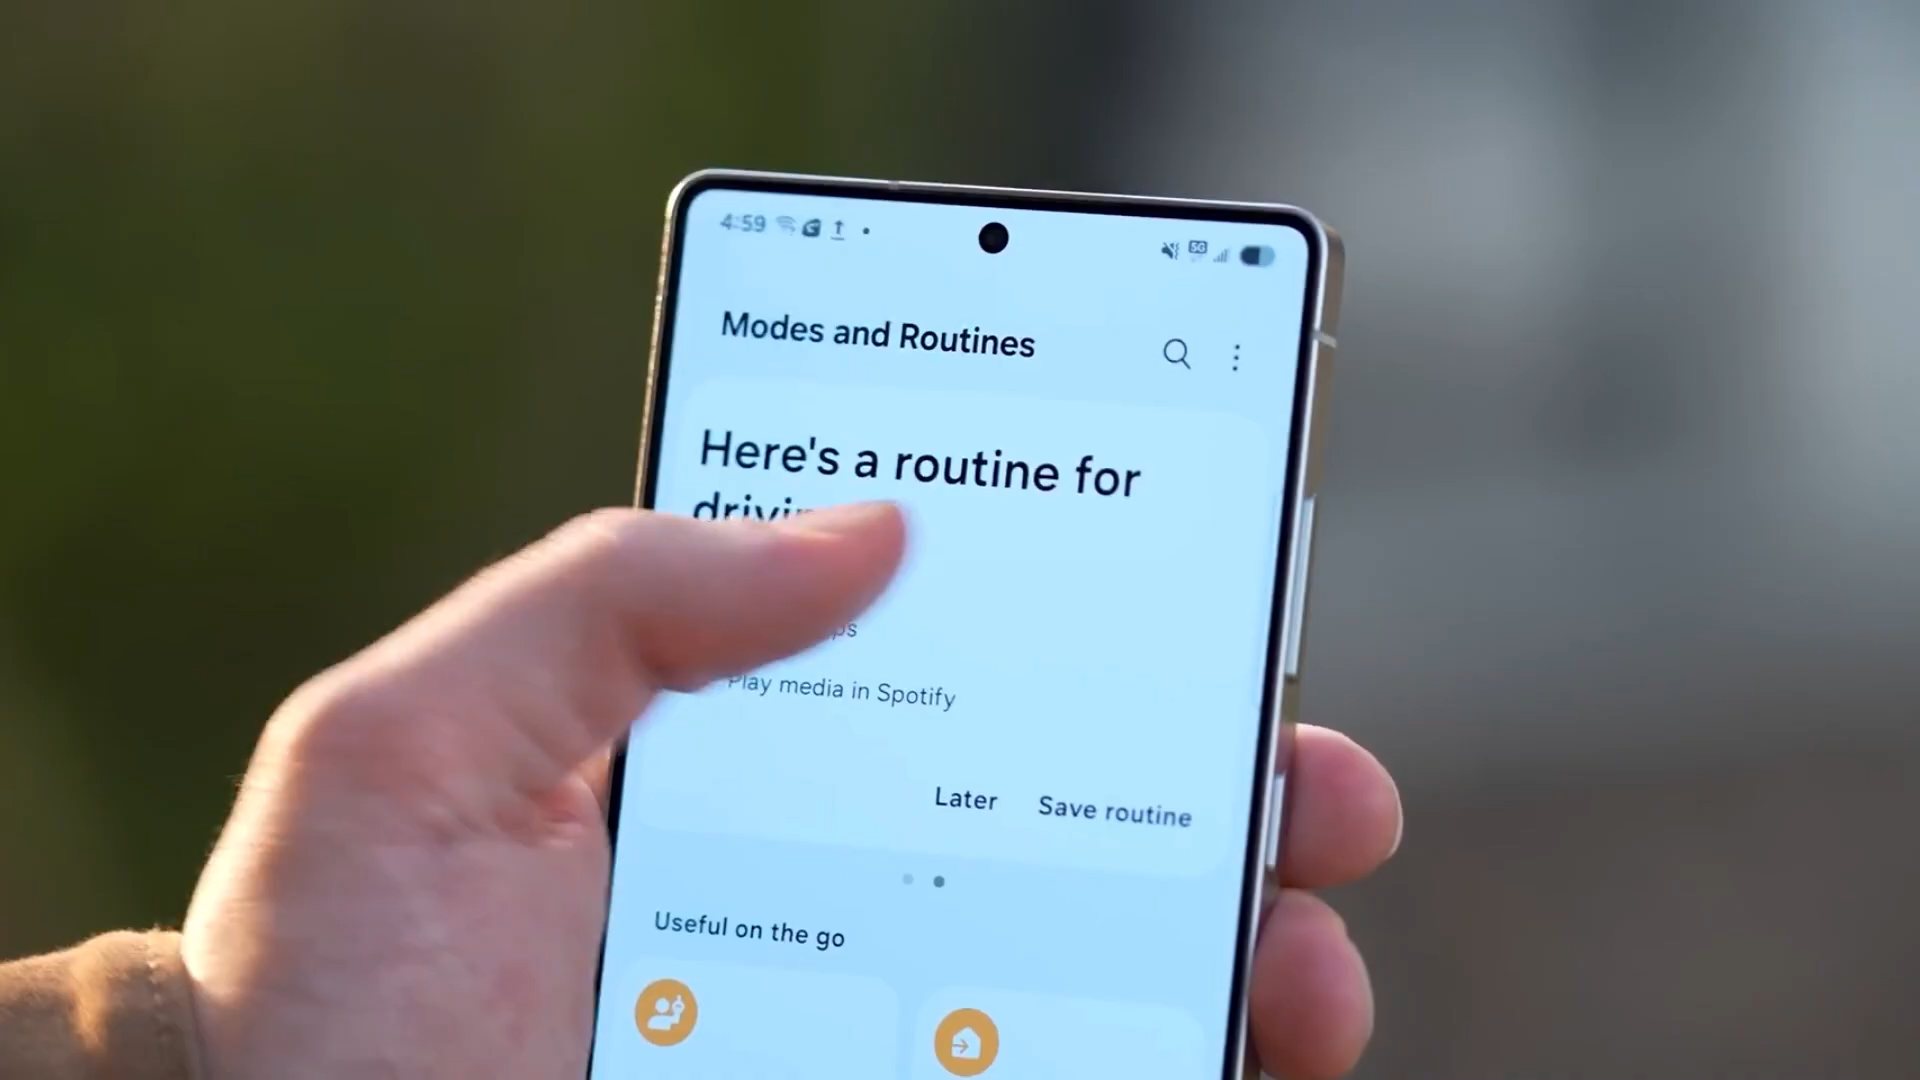 4:59
5G
Modes and Routines
Here's a routine for
Play media in Spotify
Later Save routine
Useful on the go